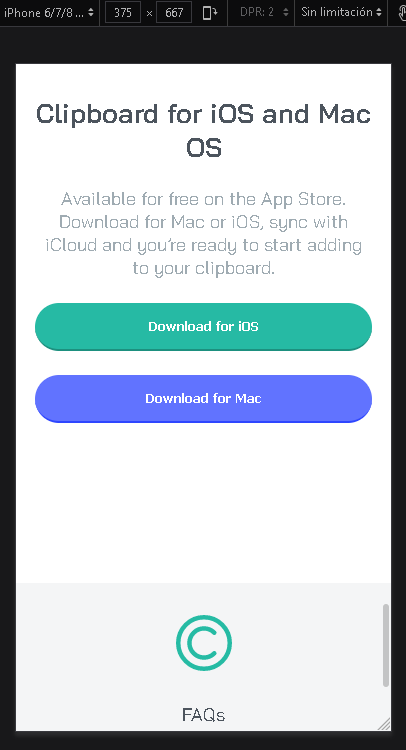 iPhone 6/7/8 ... 375 × 667 DPR: 2 Sin limitación
Clipboard for iOS and Mac
OS
Available for free on the App Store.
Download for Mac or iOS, sync with
iCloud and you're ready to start adding
to your clipboard.
Download for iOS
Download for Mac
C
FAQs